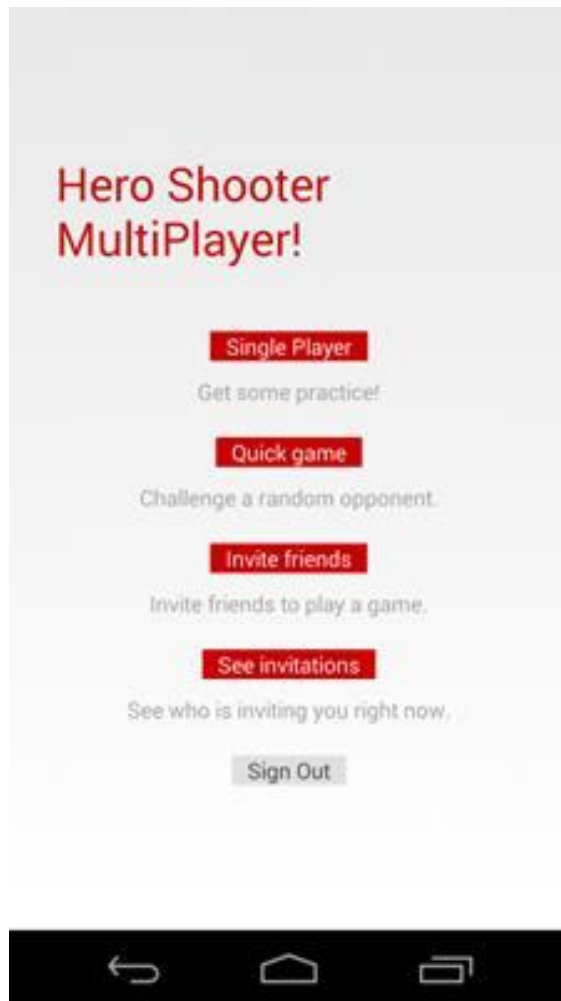 Hero Shooter
MultiPlayer!
Single Player
Get some practice!
Quick game
Challenge a random opponent.
Invite friends
Invite friends to play a game.
See invitations
See who is inviting you right now.
Sign Out